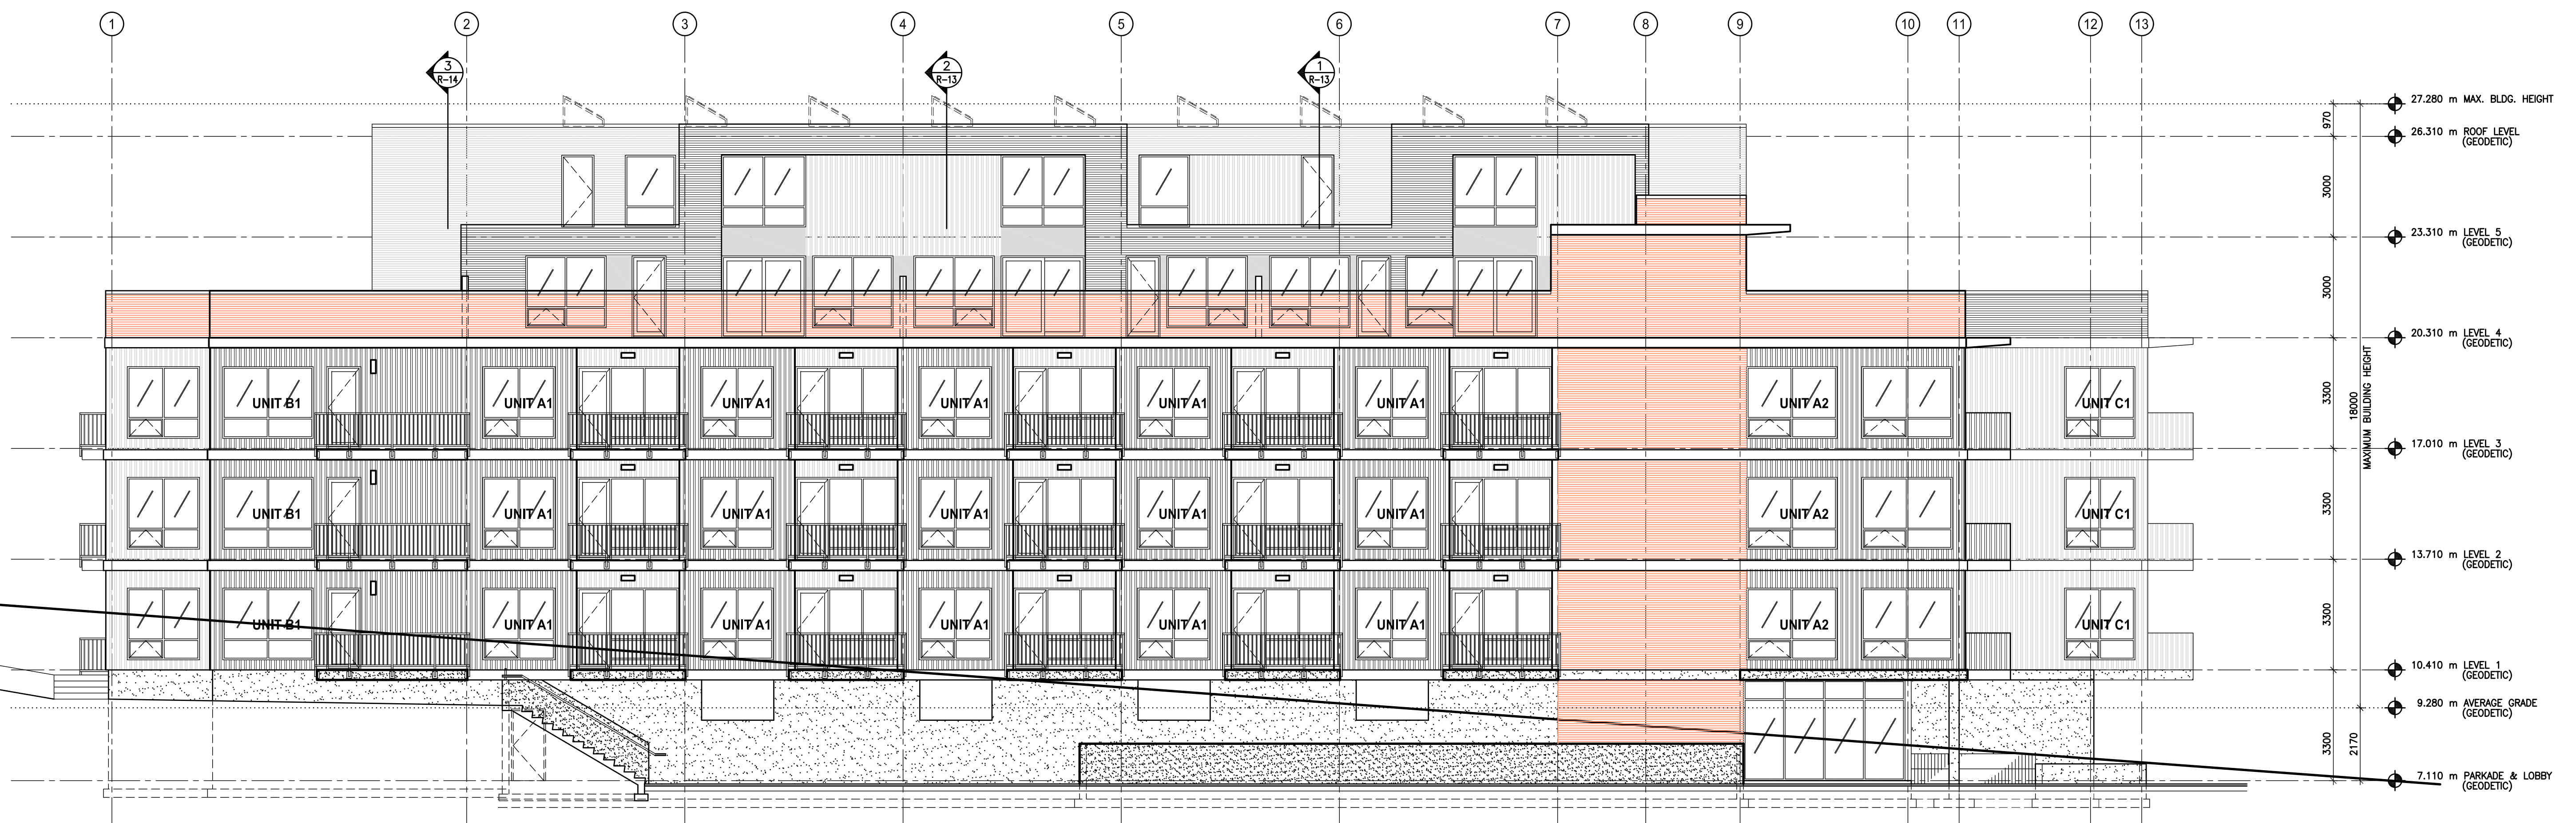 1 2 3 4 5 6 7 8 9 10 11 12 13
3 2 1
R-14 R-13 R-13
27.280 m MAX. BLDG. HEIGHT
970
26.310 m ROOF LEVEL
(GEODETIC)
3000
23.310 m LEVEL 5
(GEODETIC)
3000
20.310 m LEVEL 4
(GEODETIC)
3300
18000
MAXIMUM BUILDING HEIGHT
UNIT B1 UNIT A1 UNIT A1 UNIT A1 UNIT A1 UNIT A1 UNIT A2 UNIT C1
17.010 m LEVEL 3
(GEODETIC)
3300
UNIT B1 UNIT A1 UNIT A1 UNIT A1 UNIT A1 UNIT A1 UNIT A2 UNIT C1
13.710 m LEVEL 2
(GEODETIC)
3300
UNIT B1 UNIT A1 UNIT A1 UNIT A1 UNIT A1 UNIT A1 UNIT A2 UNIT C1
10.410 m LEVEL 1
(GEODETIC)
9.280 m AVERAGE GRADE
(GEODETIC)
3300
2170
7.110 m PARKADE & LOBBY
(GEODETIC)